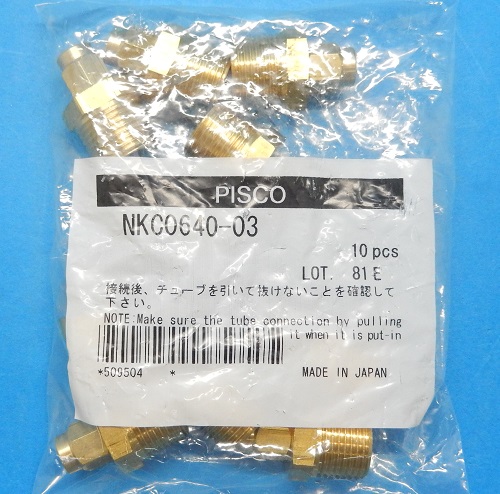 PISCO
NKC0640-03
10 pcs
LOT. 81E
接続後、チューブを引いて抜けないことを確認して
下さい。
NOTE:Make sure the tube connection by pulling
it when it is put-in
*509504 *
MADE IN JAPAN